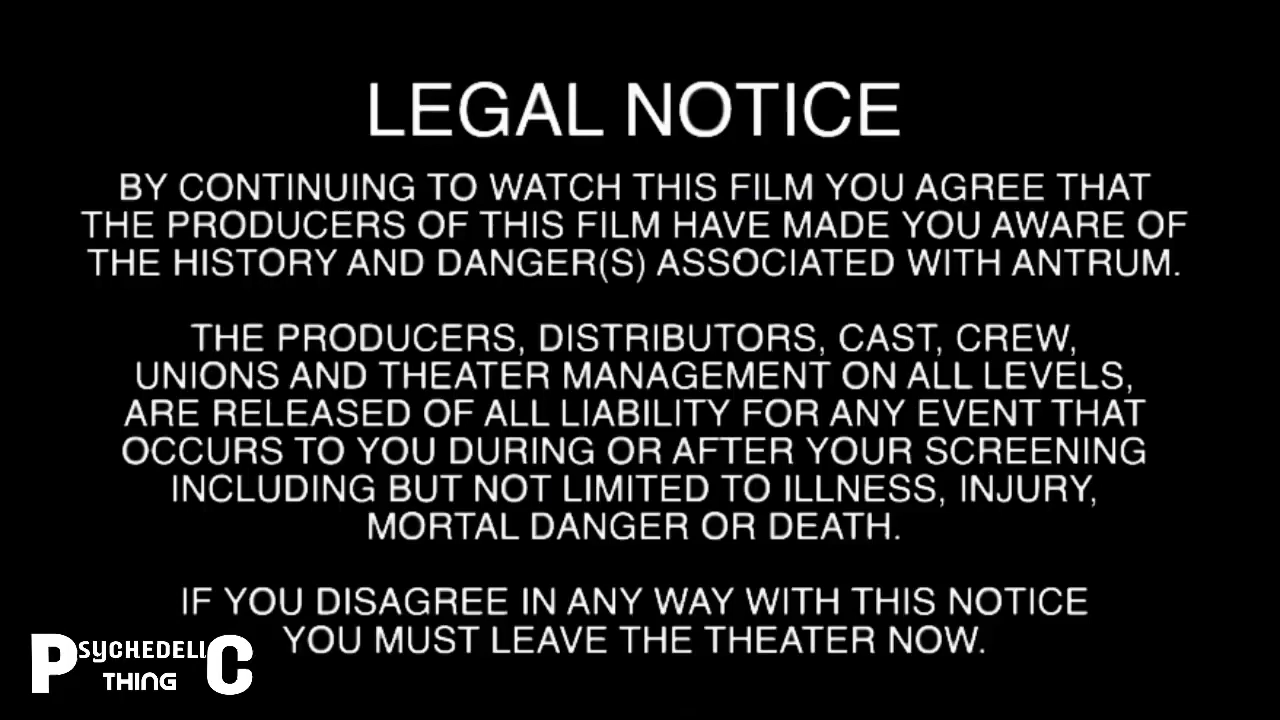 LEGAL NOTICE
BY CONTINUING TO WATCH THIS FILM YOU AGREE THAT
THE PRODUCERS OF THIS FILM HAVE MADE YOU AWARE OF
THE HISTORY AND DANGER(S) ASSOCIATED WITH ANTRUM.
THE PRODUCERS, DISTRIBUTORS, CAST, CREW,
UNIONS AND THEATER MANAGEMENT ON ALL LEVELS,
ARE RELEASED OF ALL LIABILITY FOR ANY EVENT THAT
OCCURS TO YOU DURING OR AFTER YOUR SCREENING
INCLUDING BUT NOT LIMITED TO ILLNESS, INJURY,
MORTAL DANGER OR DEATH.
IF YOU DISAGREE IN ANY WAY WITH THIS NOTICE
YOU MUST LEAVE THE THEATER NOW.
PSYCHEDELIC
THING